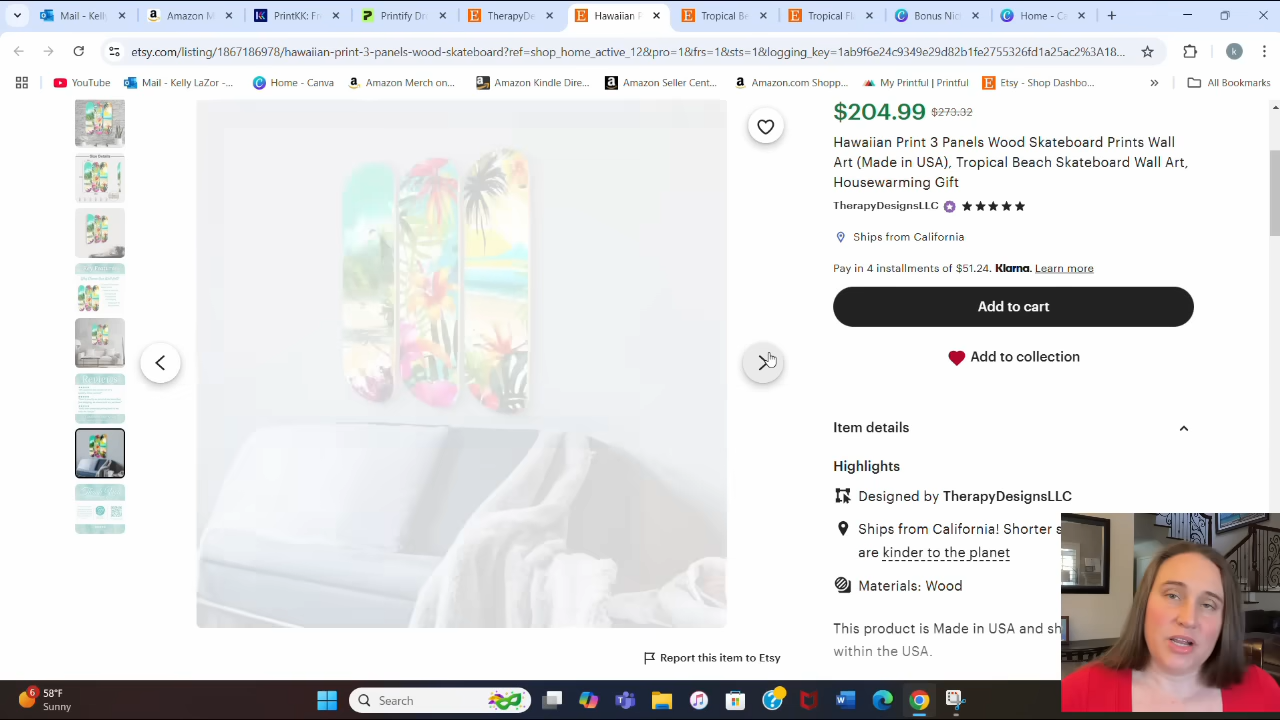 Mail - Kell
Amazon M
PrintKK: Fr
Printify Dr
TherapyDe
Hawaiian F
Tropical Be
Tropical Fl
Bonus Nic
Home - Ca
etsy.com/listing/1867186978/hawaiian-print-3-panels-wood-skateboard?ref=shop_home_active_12&pro=1&frs=1&sts=1&logging_key=1ab9f6e24c9349e29d82b1fe2755326fd1a25ac2%3A18...
k
YouTube
Mail - Kelly LaZor -...
Home - Canva
Amazon Merch on...
Amazon Kindle Dire...
Amazon Seller Cent...
Amazon.com Shopp...
My Printful | Printful
Etsy - Shop Dashbo...
All Bookmarks
$204.99 $273.32
Hawaiian Print 3 Panels Wood Skateboard Prints Wall
Art (Made in USA), Tropical Beach Skateboard Wall Art,
Housewarming Gift
TherapyDesignsLLC
Ships from California
Pay in 4 installments of $51.24. Klarna. Learn more
Add to cart
Add to collection
Item details
Highlights
Designed by TherapyDesignsLLC
Ships from California! Shorter s
are kinder to the planet
Materials: Wood
This product is Made in USA and sh
within the USA.
Report this item to Etsy
6
58°F
Sunny
Search